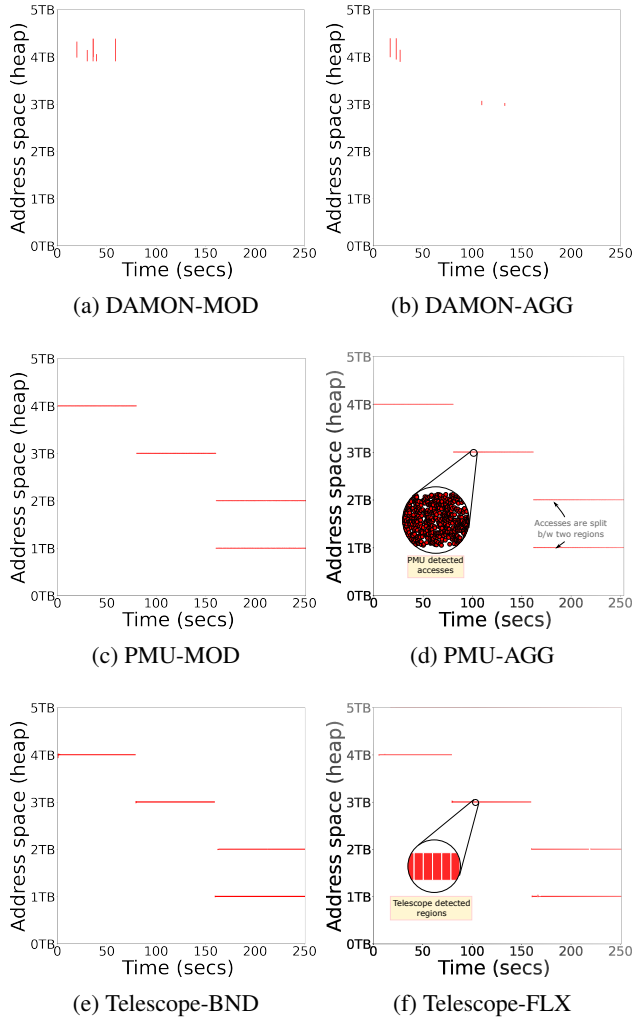 5TB
4TB
3TB
2TB
1TB
0TB
Address space (heap)
0 50 100 150 200 250
Time (secs)
(a) DAMON-MOD
5TB
4TB
3TB
2TB
1TB
0TB
Address space (heap)
0 50 100 150 200 250
Time (secs)
(b) DAMON-AGG
5TB
4TB
3TB
2TB
1TB
0TB
Address space (heap)
0 50 100 150 200 250
Time (secs)
(c) PMU-MOD
5TB
4TB
3TB
2TB
1TB
0TB
Address space (heap)
PMU detected
accesses
Accesses are split
b/w two regions
0 50 100 150 200 250
Time (secs)
(d) PMU-AGG
5TB
4TB
3TB
2TB
1TB
0TB
Address space (heap)
0 50 100 150 200 250
Time (secs)
(e) Telescope-BND
5TB
4TB
3TB
2TB
1TB
0TB
Address space (heap)
Telescope detected
regions
0 50 100 150 200 250
Time (secs)
(f) Telescope-FLX